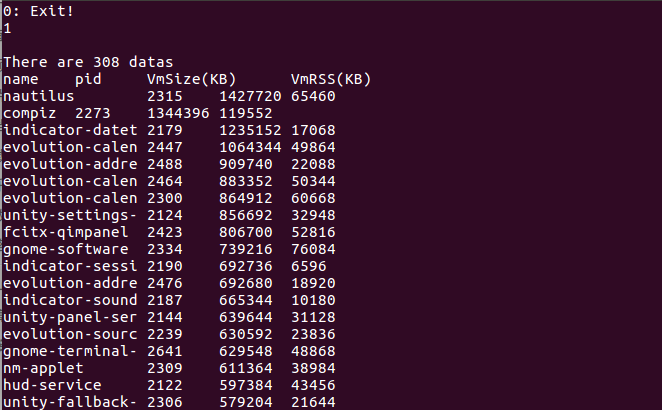 0: Exit!
1
There are 308 datas
name pid VmSize(KB) VmRSS(KB)
nautilus 2315 1427720 65460
compiz 2273 1344396 119552
indicator-datet 2179 1235152 17068
evolution-calen 2447 1064344 49864
evolution-addre 2488 909740 22088
evolution-calen 2464 883352 50344
evolution-calen 2300 864912 60668
unity-settings- 2124 856692 32948
fcitx-qimpanel 2423 806700 52816
gnome-software 2334 739216 76084
indicator-sessi 2190 692736 6596
evolution-addre 2476 692680 18920
indicator-sound 2187 665344 10180
unity-panel-ser 2144 639644 31128
evolution-sourc 2239 630592 23836
gnome-terminal- 2641 629548 48868
nm-applet 2309 611364 38984
hud-service 2122 597384 43456
unity-fallback- 2306 579204 21644